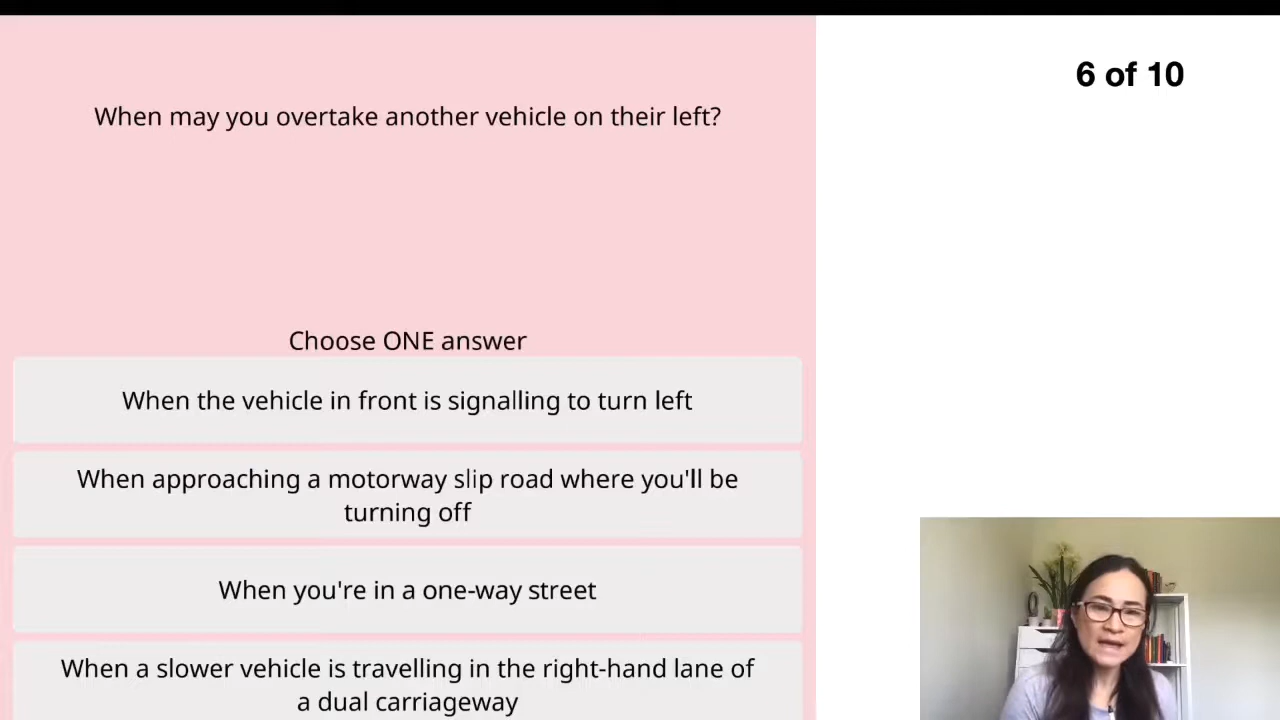 6 of 10
When may you overtake another vehicle on their left?
Choose ONE answer
When the vehicle in front is signalling to turn left
When approaching a motorway slip road where you'll be
turning off
When you're in a one-way street
When a slower vehicle is travelling in the right-hand lane of
a dual carriageway